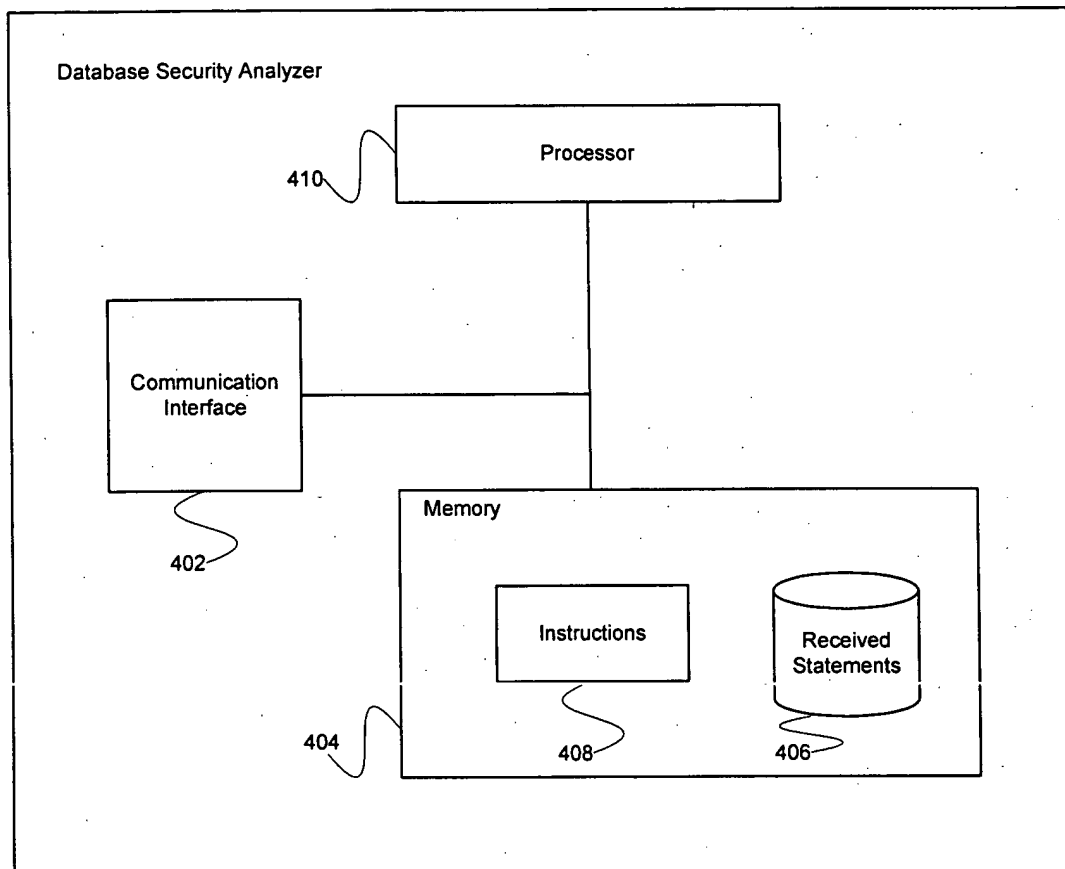 Database Security Analyzer
Processor
410
Communication
Interface
402
Memory
Instructions
Received
Statements
404
408
406